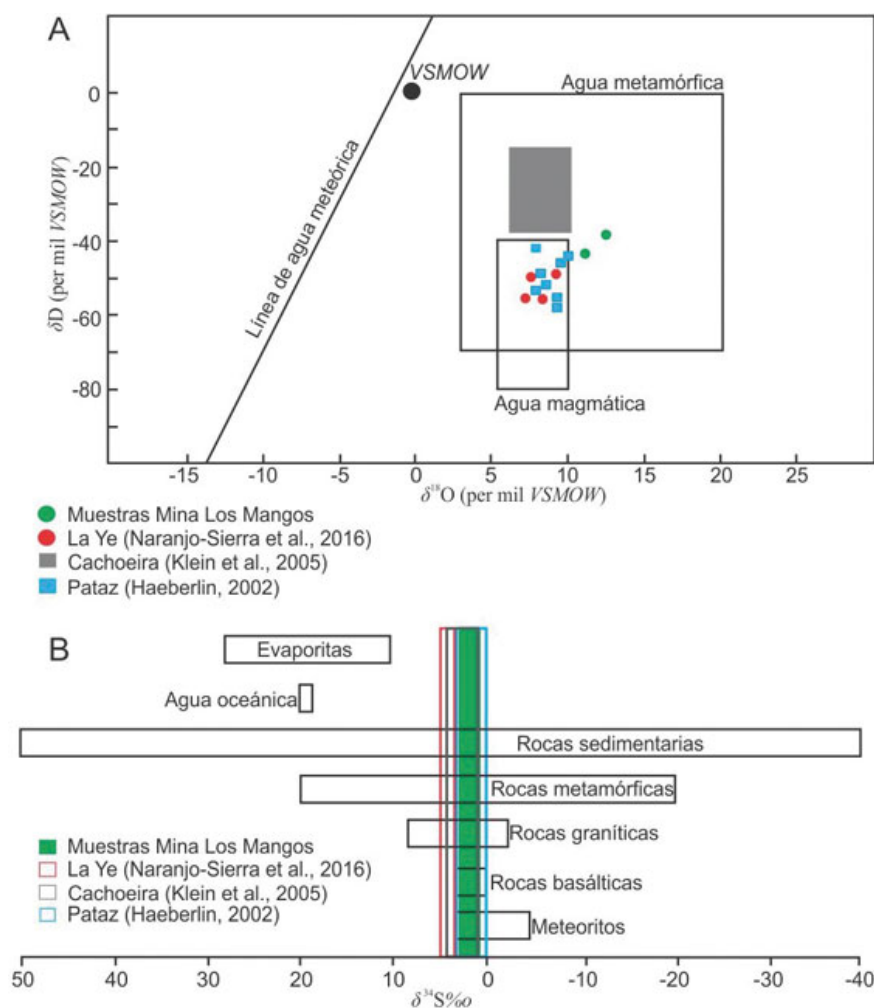 A
VSMOW
Agua metamórfica
Línea de agua meteórica
Agua magmática
δD (per mil VSMOW)
0
-20
-40
-60
-80
-15
-10
-5
0
5
10
15
20
25
δ¹⁸O (per mil VSMOW)
Muestras Mina Los Mangos
La Ye (Naranjo-Sierra et al., 2016)
Cachoeira (Klein et al., 2005)
Pataz (Haeberlin, 2002)
B
Evaporitas
Agua oceánica
Rocas sedimentarias
Rocas metamórficas
Rocas graníticas
Rocas basálticas
Meteoritos
Muestras Mina Los Mangos
La Ye (Naranjo-Sierra et al., 2016)
Cachoeira (Klein et al., 2005)
Pataz (Haeberlin, 2002)
50
40
30
20
10
0
-10
-20
-30
-40
δ³⁴S‰